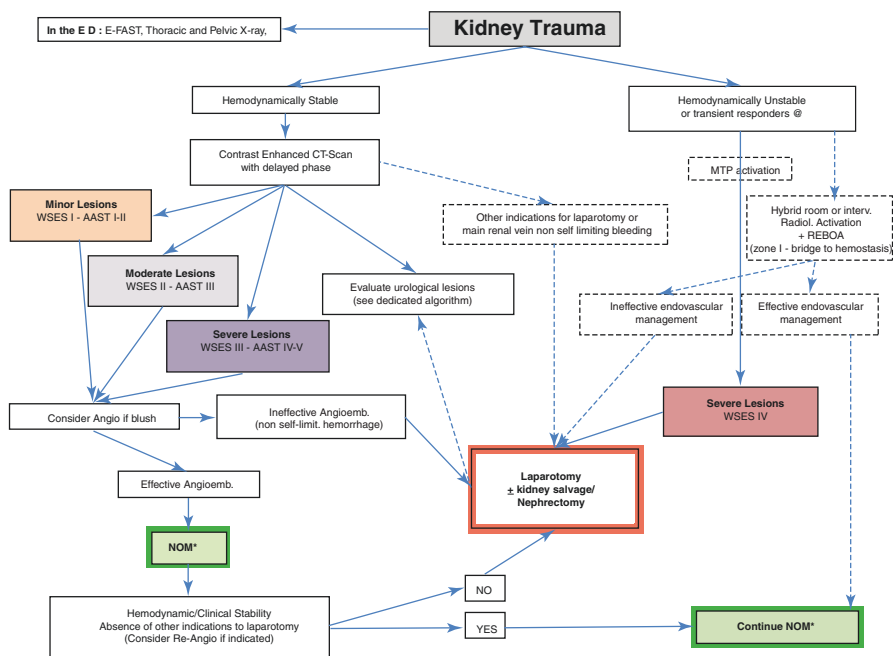 Kidney Trauma
In the E D : E-FAST, Thoracic and Pelvic X-ray,
Hemodynamically Stable
Hemodynamically Unstable
or transient responders @
Contrast Enhanced CT-Scan
with delayed phase
MTP activation
Minor Lesions
WSES I - AAST I-II
Other indications for laparotomy or
main renal vein non self limiting bleeding
Hybrid room or interv.
Radiol. Activation
+ REBOA
(zone I - bridge to hemostasis)
Moderate Lesions
WSES II - AAST III
Evaluate urological lesions
(see dedicated algorithm)
Ineffective endovascular
management
Effective endovascular
management
Severe Lesions
WSES III - AAST IV-V
Severe Lesions
WSES IV
Consider Angio if blush
Ineffective Angioemb.
(non self-limit. hemorrhage)
Laparotomy
± kidney salvage/
Nephrectomy
Effective Angioemb.
NOM*
Hemodynamic/Clinical Stability
Absence of other indications to laparotomy
(Consider Re-Angio if indicated)
NO
YES
Continue NOM*